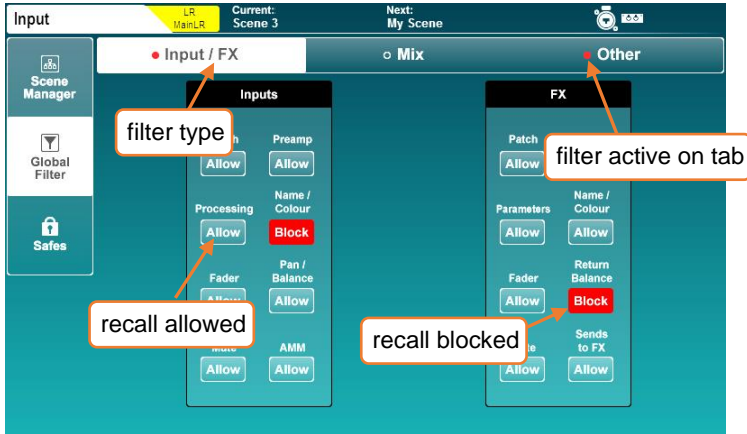 Input
LR
MainLR
Current:
Scene 3
Next:
My Scene
Scene
Manager
Global
Filter
Safes
Input / FX
Mix
Other
filter type
filter active on tab
Inputs
Preamp
Allow
Allow
Processing
Name /
Colour
Allow
Block
Fader
Pan /
Balance
Allow
Allow
recall allowed
Mute
AMM
Allow
Allow
FX
Patch
Allow
Parameters
Name /
Colour
Allow
Allow
Fader
Return
Balance
Allow
Block
recall blocked
Sends
to FX
Allow
Allow